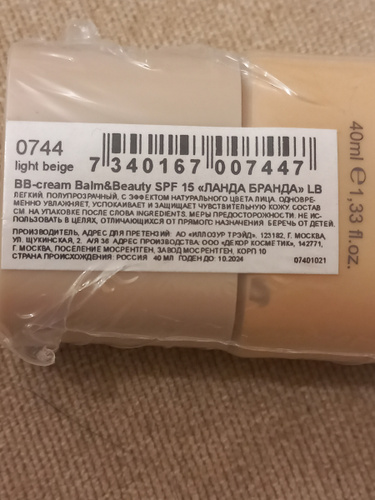 0744
light beige
7 340167 007447
BB-cream Balm&Beauty SPF 15 «ЛАНДА БРАНДА» LB
ЛЕГКИЙ, ПОЛУПРОЗРАЧНЫЙ, С ЭФФЕКТОМ НАТУРАЛЬНОГО ЦВЕТА ЛИЦА. ОДНОВРЕ-
МЕННО УВЛАЖНЯЕТ, УСПОКАИВАЕТ И ЗАЩИЩАЕТ ЧУВСТВИТЕЛЬНУЮ КОЖУ. СОСТАВ
СМ. НА УПАКОВКЕ ПОСЛЕ СЛОВА INGREDIENTS. МЕРЫ ПРЕДОСТОРОЖНОСТИ: НЕ ИС-
ПОЛЬЗОВАТЬ В ЦЕЛЯХ, ОТЛИЧАЮЩИХСЯ ОТ ПРЯМОГО НАЗНАЧЕНИЯ. БЕРЕЧЬ ОТ ДЕТЕЙ.
ПРОИЗВОДИТЕЛЬ, АДРЕС ДЛЯ ПРЕТЕНЗИЙ: АО «ИЛЛОЗУР ТРЭЙД», 123182, Г. МОСКВА,
УЛ. ЩУКИНСКАЯ, 2, А/Я 36 АДРЕС ПРОИЗВОДСТВА: ООО «ДЕКОР КОСМЕТИК», 142771,
Г. МОСКВА, ПОСЕЛЕНИЕ МОСРЕНТГЕН, ЗАВОД МОСРЕНТГЕН, КОРП 10
СТРАНА ПРОИСХОЖДЕНИЯ: РОССИЯ 40 МЛ ГОДЕН ДО: 10.2024
07401021
40ml ℮ 1,33 fl.oz.